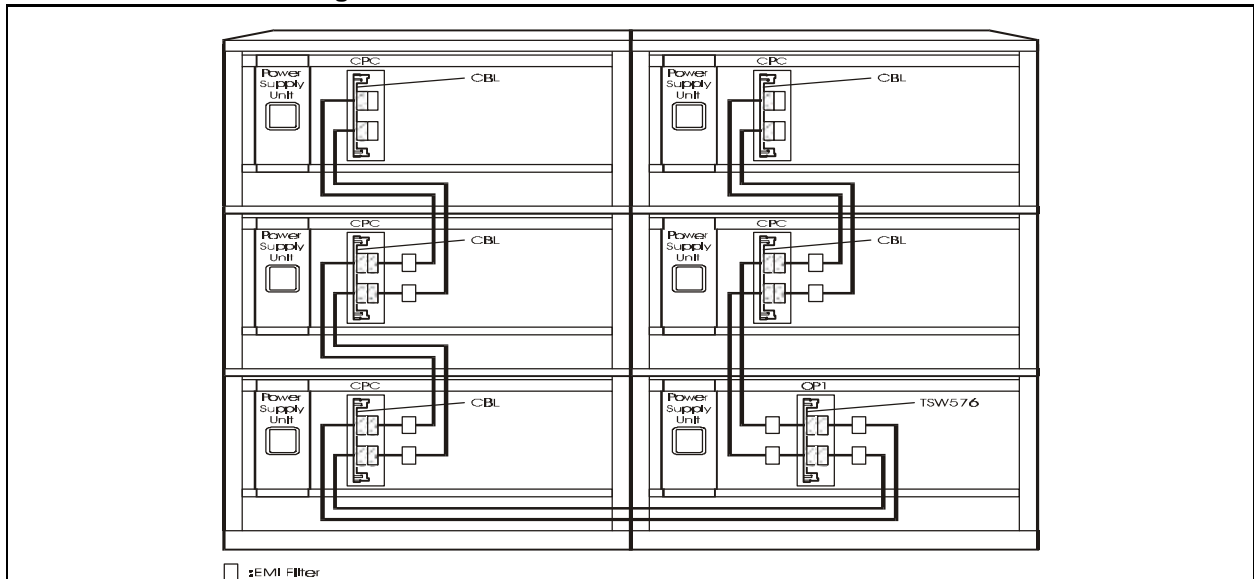 CPC
Power
Supply
Unit
CBL
CPC
Power
Supply
Unit
CBL
CPC
Power
Supply
Unit
CBL
CPC
Power
Supply
Unit
CBL
CPC
Power
Supply
Unit
CBL
OP1
Power
Supply
Unit
TSW576
:EMI Filter